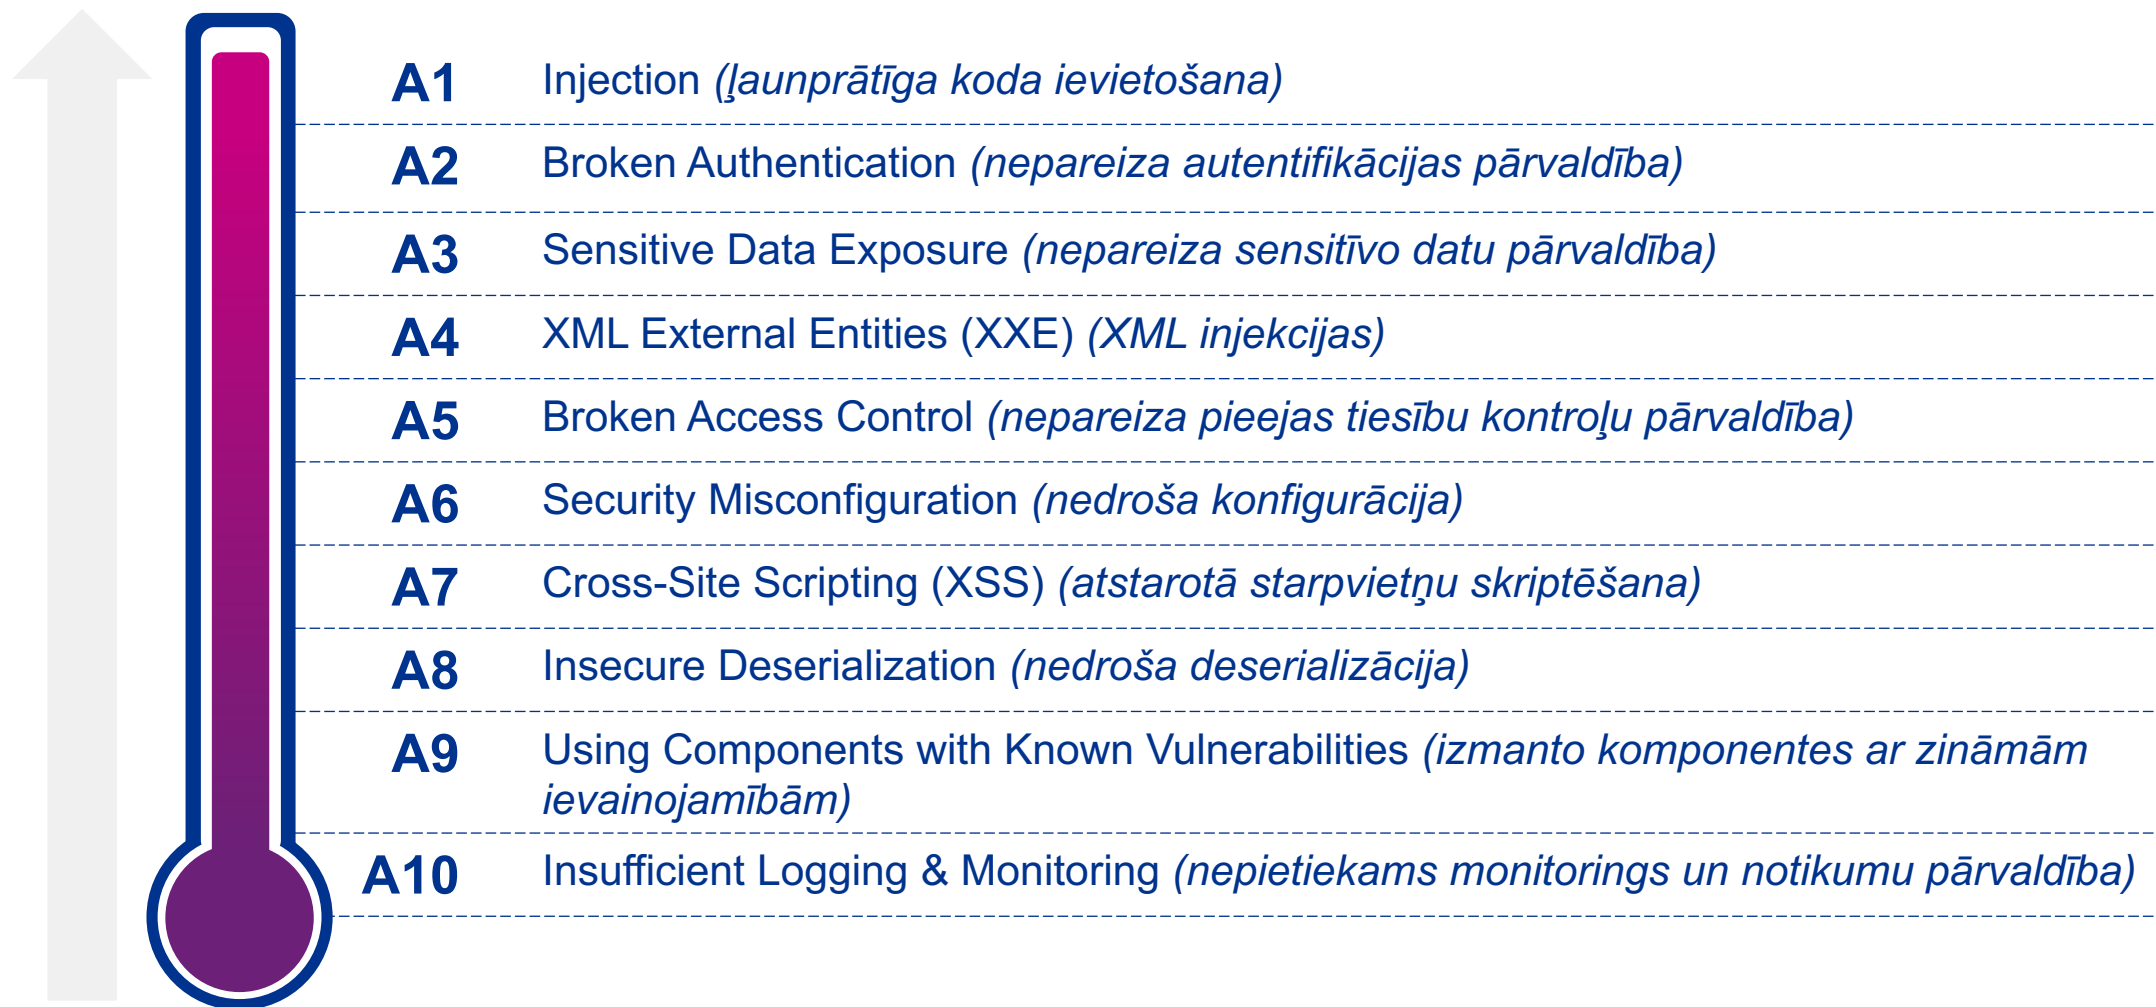 A1 Injection (ļaunprātīga koda ievietošana)
A2 Broken Authentication (nepareiza autentifikācijas pārvaldība)
A3 Sensitive Data Exposure (nepareiza sensitīvo datu pārvaldība)
A4 XML External Entities (XXE) (XML injekcijas)
A5 Broken Access Control (nepareiza pieejas tiesību kontroļu pārvaldība)
A6 Security Misconfiguration (nedroša konfigurācija)
A7 Cross-Site Scripting (XSS) (atstarotā starpvietņu skriptēšana)
A8 Insecure Deserialization (nedroša deserializācija)
A9 Using Components with Known Vulnerabilities (izmanto komponentes ar zināmām
ievainojamībām)
A10 Insufficient Logging & Monitoring (nepietiekams monitorings un notikumu pārvaldība)